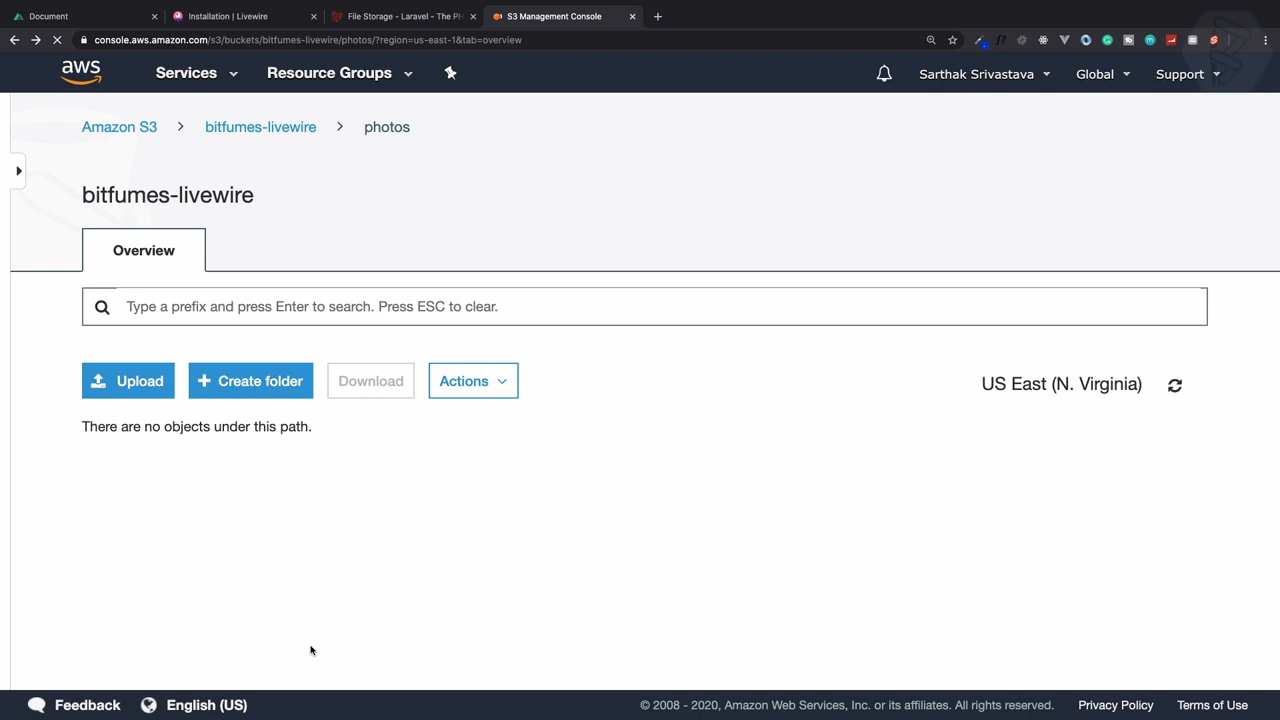 Document
Installation | Livewire
File Storage - Laravel - The PH
S3 Management Console
console.aws.amazon.com/s3/buckets/bitfumes-livewire/photos/?region=us-east-1&tab=overview
aws
Services
Resource Groups
Sarthak Srivastava
Global
Support
Amazon S3 > bitfumes-livewire > photos
bitfumes-livewire
Overview
Type a prefix and press Enter to search. Press ESC to clear.
Upload
+ Create folder
Download
Actions
US East (N. Virginia)
There are no objects under this path.
Feedback
English (US)
© 2008 - 2020, Amazon Web Services, Inc. or its affiliates. All rights reserved.
Privacy Policy
Terms of Use